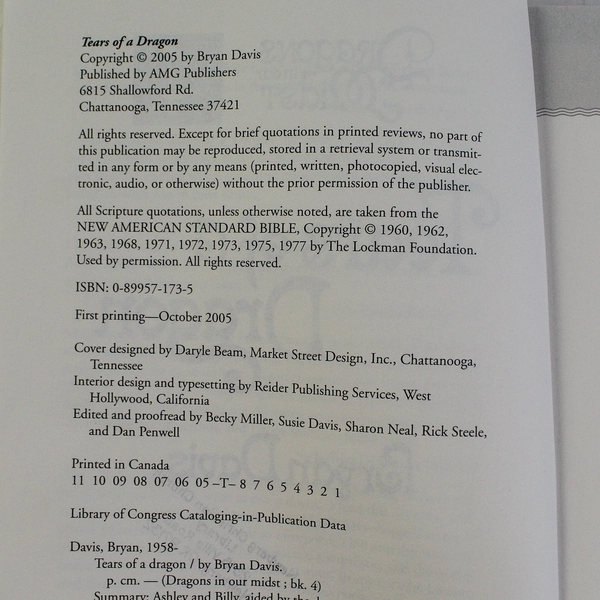 Tears of a Dragon
Copyright © 2005 by Bryan Davis
Published by AMG Publishers
6815 Shallowford Rd.
Chattanooga, Tennessee 37421
All rights reserved. Except for brief quotations in printed reviews, no part of
this publication may be reproduced, stored in a retrieval system or transmit-
ted in any form or by any means (printed, written, photocopied, visual elec-
tronic, audio, or otherwise) without the prior permission of the publisher.
All Scripture quotations, unless otherwise noted, are taken from the
NEW AMERICAN STANDARD BIBLE, Copyright © 1960, 1962,
1963, 1968, 1971, 1972, 1973, 1975, 1977 by The Lockman Foundation.
Used by permission. All rights reserved.
ISBN: 0-89957-173-5
First printing—October 2005
Cover designed by Daryle Beam, Market Street Design, Inc., Chattanooga,
Tennessee
Interior design and typesetting by Reider Publishing Services, West
Hollywood, California
Edited and proofread by Becky Miller, Susie Davis, Sharon Neal, Rick Steele,
and Dan Penwell
Printed in Canada
11 10 09 08 07 06 05 –T– 8 7 6 5 4 3 2 1
Library of Congress Cataloging-in-Publication Data
Davis, Bryan, 1958-
Tears of a dragon / by Bryan Davis.
p. cm. — (Dragons in our midst ; bk. 4)
Summary: Ashley and Billy, aided by the